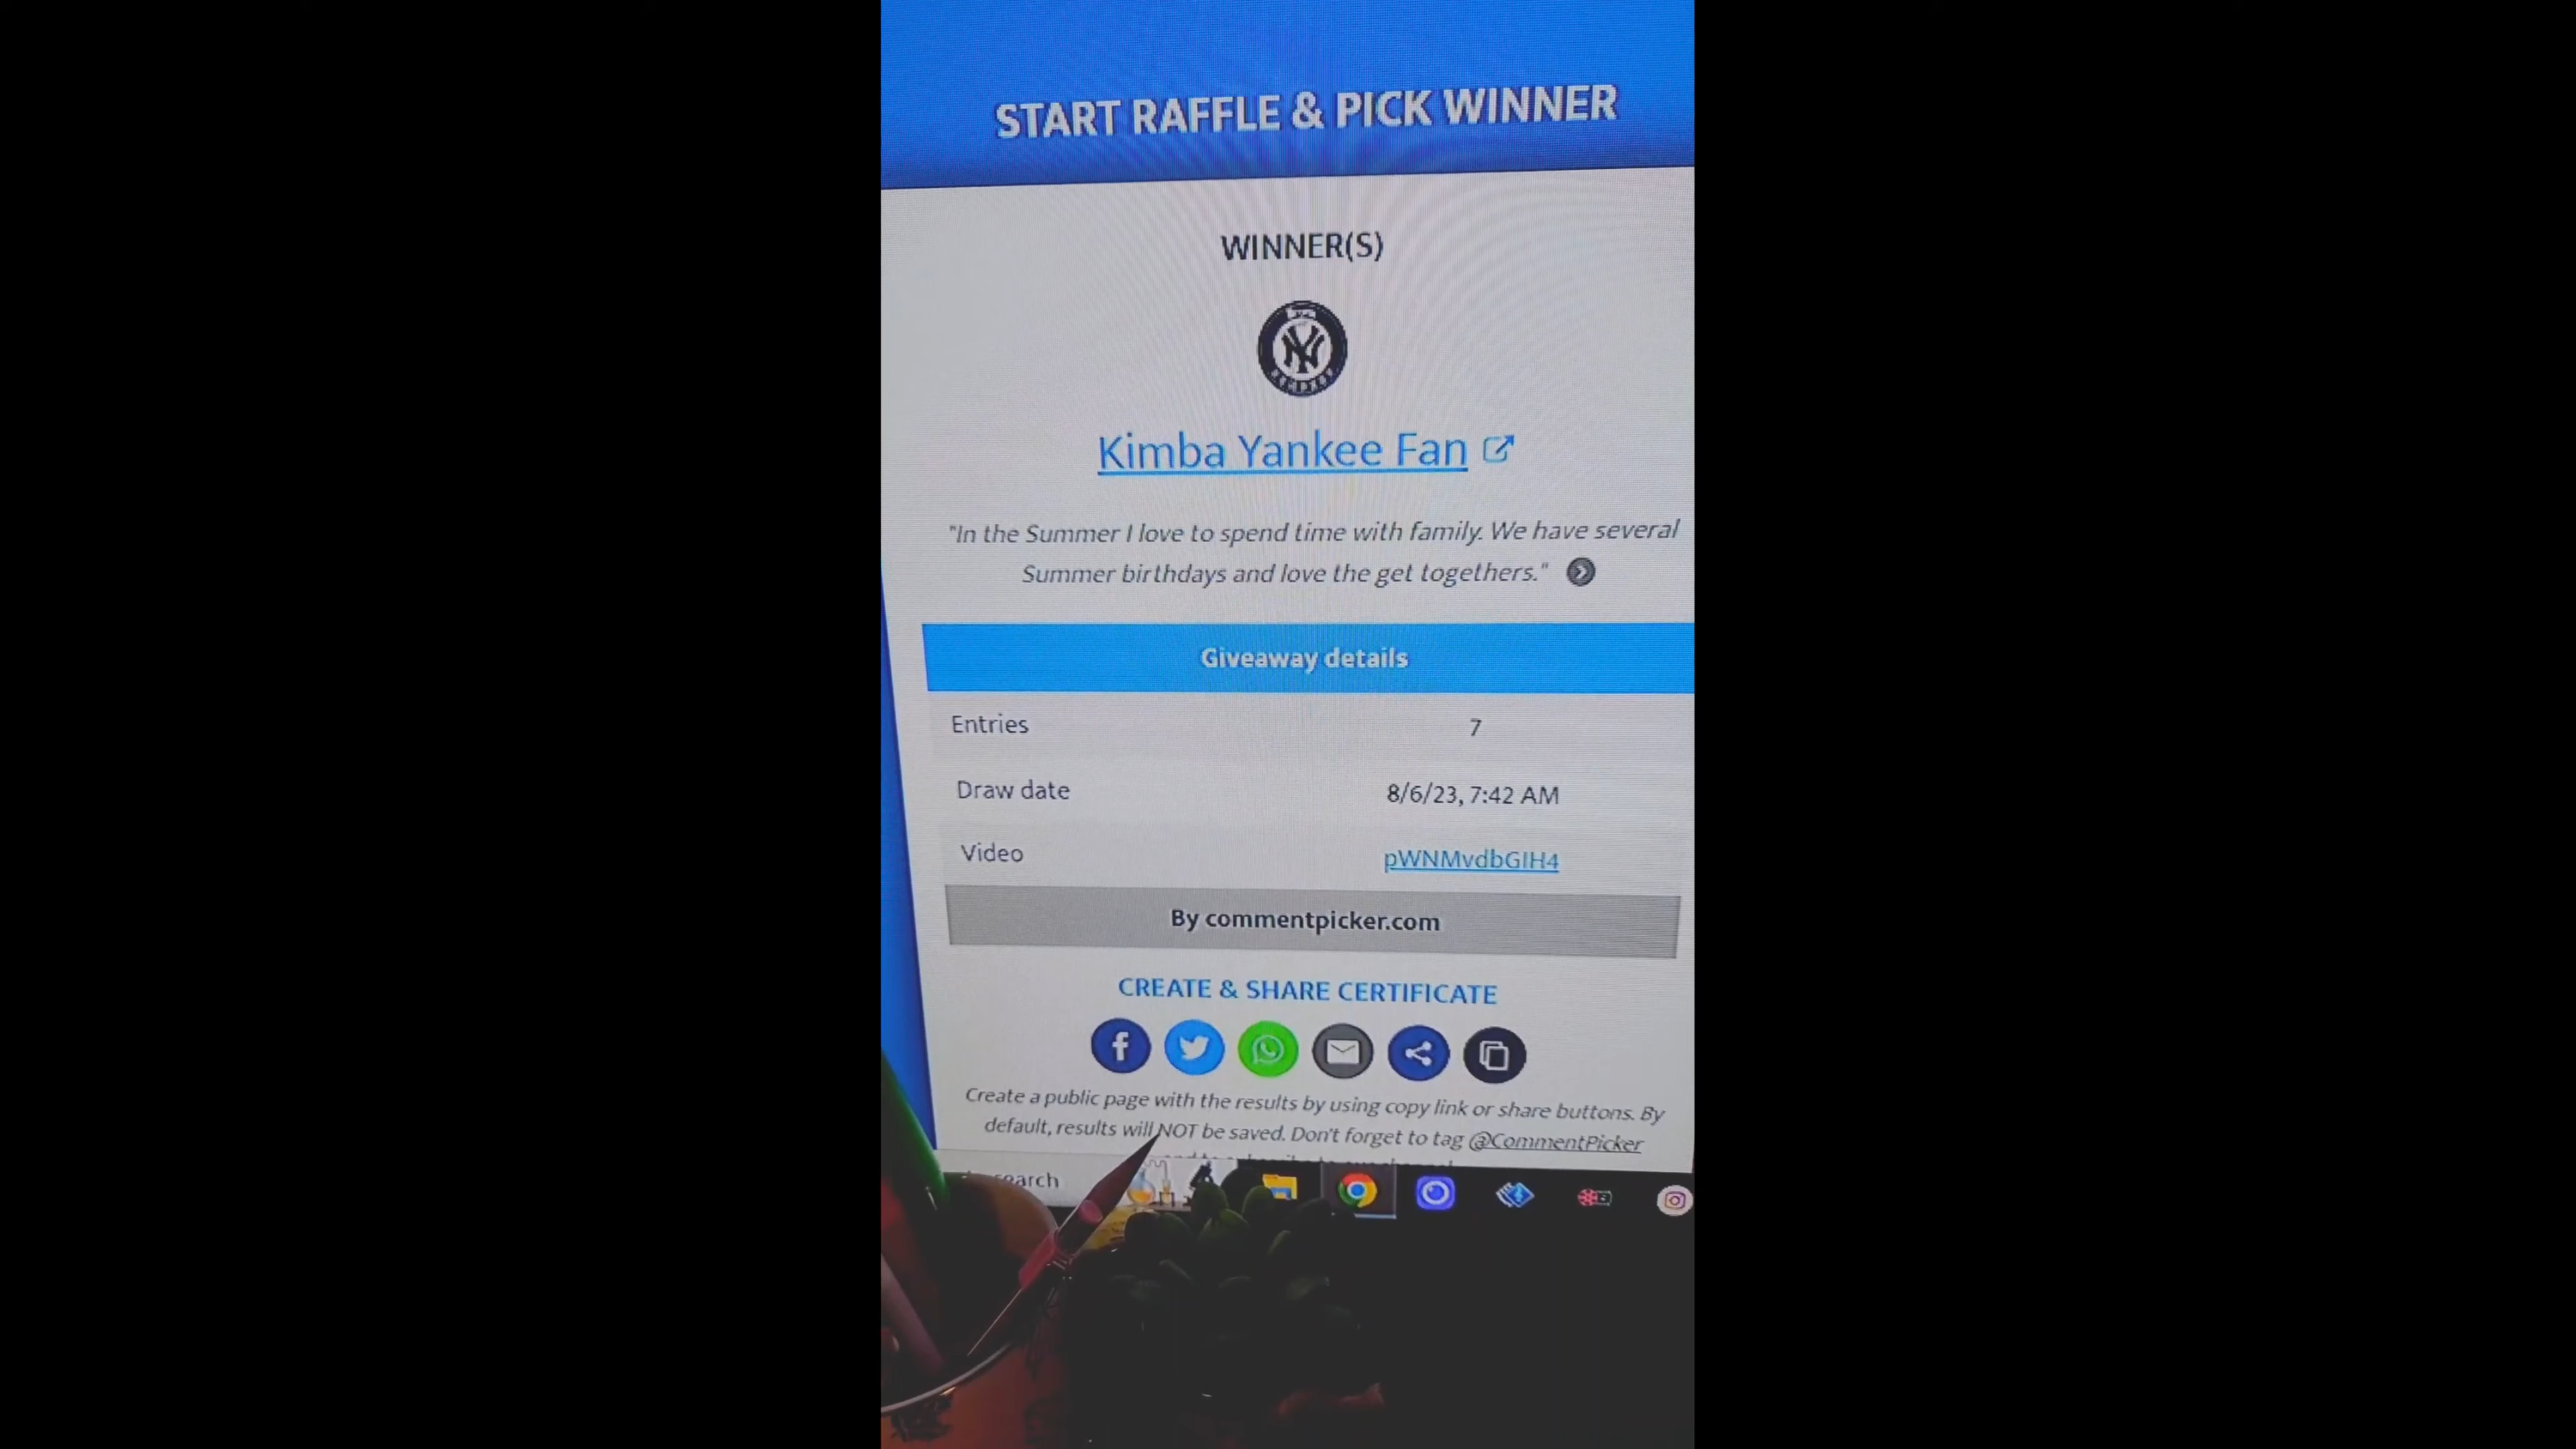 START RAFFLE & PICK WINNER
WINNER(S)
Kimba Yankee Fan
"In the Summer I love to spend time with family. We have several
Summer birthdays and love the get togethers."
Giveaway details
Entries 7
Draw date 8/6/23, 7:42 AM
Video pWNMvdbGIH4
By commentpicker.com
CREATE & SHARE CERTIFICATE
Create a public page with the results by using copy link or share buttons. By
default, results will NOT be saved. Don't forget to tag @CommentPicker